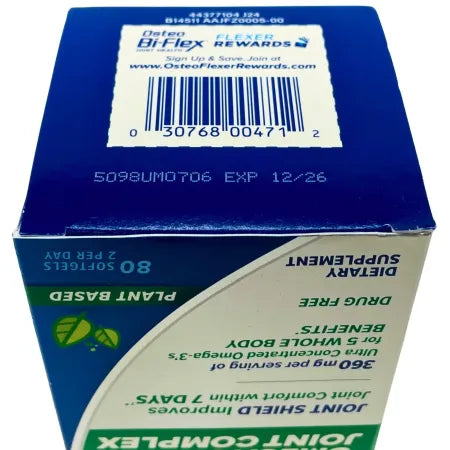 44377104 J24
B14511 AAJFZ0005-00
Osteo Bi-Flex
JOINT HEALTH
FLEXER REWARDS
Sign Up & Save. Join at
www.OsteoFlexerRewards.com
0 30768 00471 2
5098UM0706 EXP 12/26
JOINT COMPLEX
JOINT SHIELD Improves
Joint Comfort within 7 DAYS
360 mg per serving of
Ultra Concentrated Omega-3's
for 5 WHOLE BODY
BENEFITS*
DRUG FREE
DIETARY
SUPPLEMENT
PLANT BASED
80 SOFTGELS
2 PER DAY